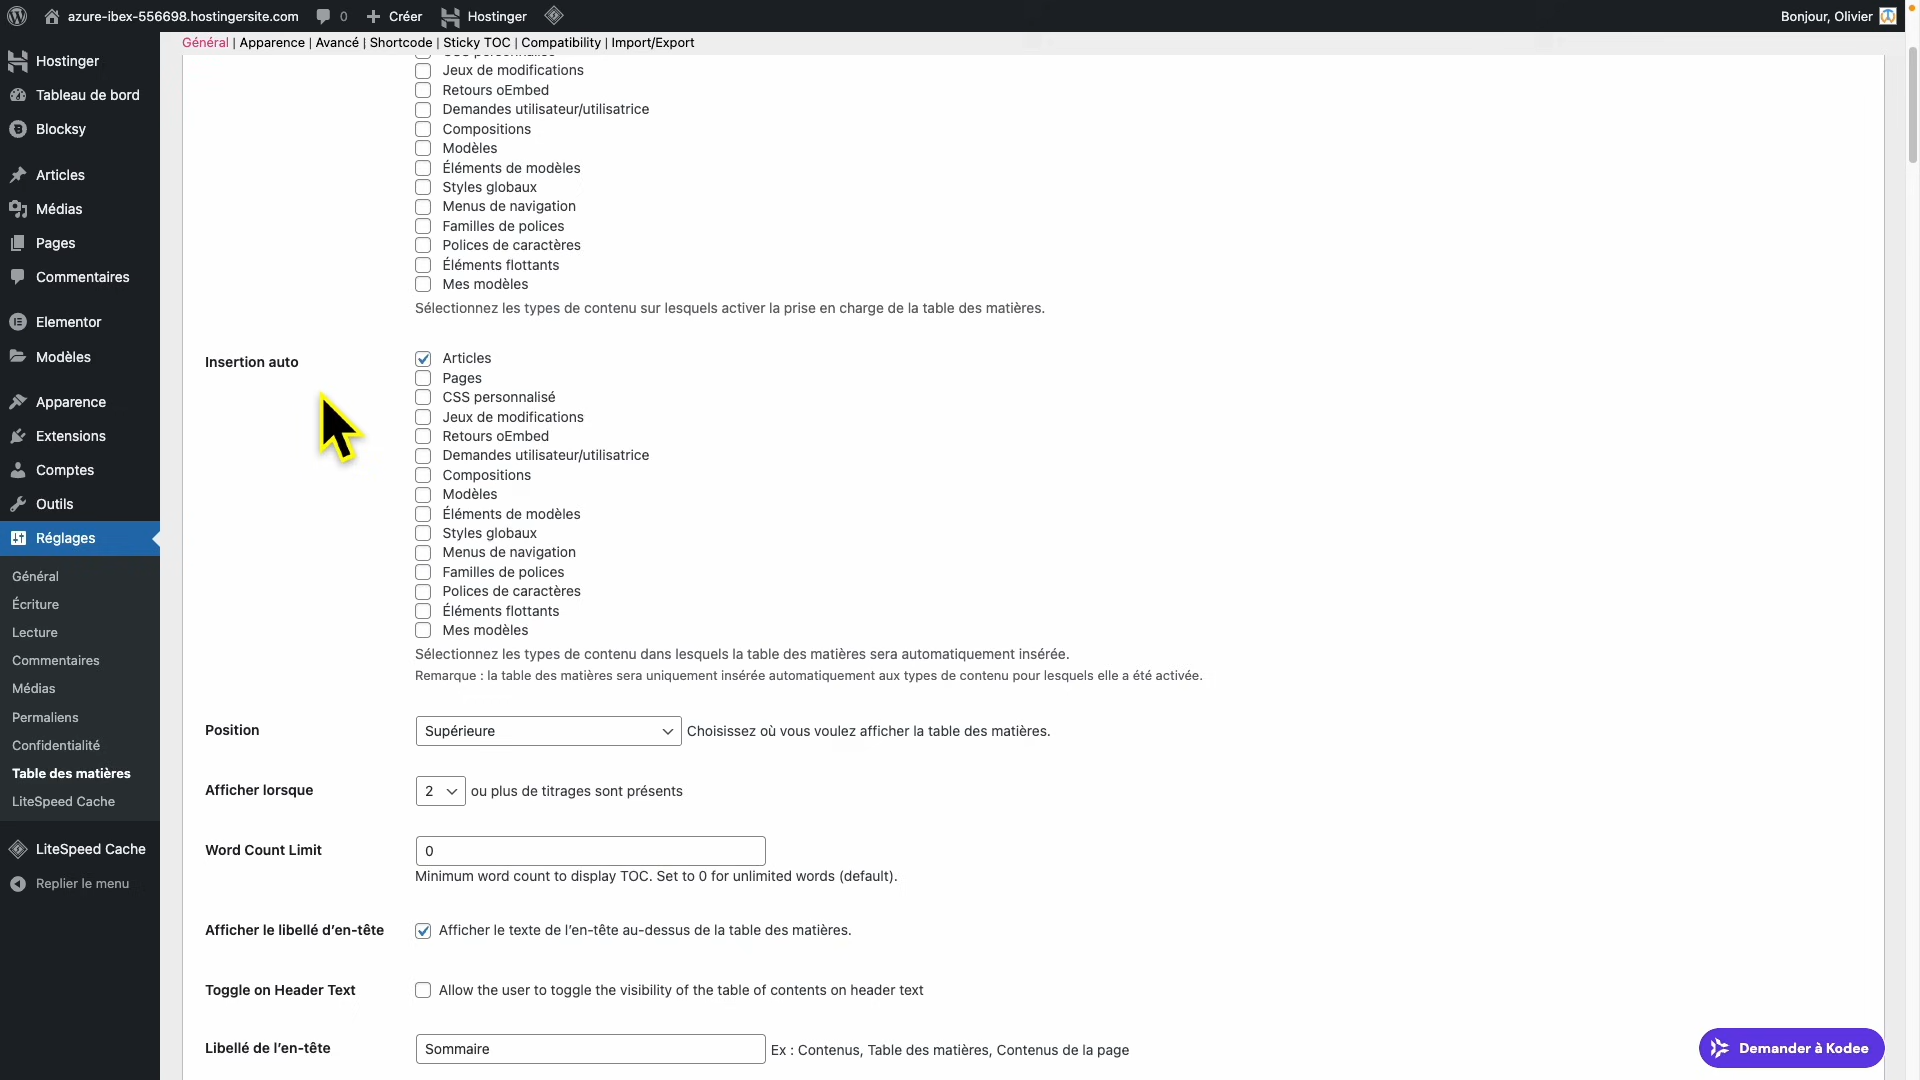 azure-ibex-556698.hostingersite.com 0 Créer Hostinger Bonjour, Olivier
Général | Apparence | Avancé | Shortcode | Sticky TOC | Compatibility | Import/Export
Hostinger
Tableau de bord
Blocksy
Articles
Médias
Pages
Commentaires
Elementor
Modèles
Apparence
Extensions
Comptes
Outils
Réglages
Général
Écriture
Lecture
Commentaires
Médias
Permaliens
Confidentialité
Table des matières
LiteSpeed Cache
LiteSpeed Cache
Replier le menu
CSS personnalisé
Jeux de modifications
Retours oEmbed
Demandes utilisateur/utilisatrice
Compositions
Modèles
Éléments de modèles
Styles globaux
Menus de navigation
Familles de polices
Polices de caractères
Éléments flottants
Mes modèles
Sélectionnez les types de contenu sur lesquels activer la prise en charge de la table des matières.
Insertion auto
Articles
Pages
CSS personnalisé
Jeux de modifications
Retours oEmbed
Demandes utilisateur/utilisatrice
Compositions
Modèles
Éléments de modèles
Styles globaux
Menus de navigation
Familles de polices
Polices de caractères
Éléments flottants
Mes modèles
Sélectionnez les types de contenu dans lesquels la table des matières sera automatiquement insérée.
Remarque : la table des matières sera uniquement insérée automatiquement aux types de contenu pour lesquels elle a été activée.
Position Supérieure Choisissez où vous voulez afficher la table des matières.
Afficher lorsque 2 ou plus de titrages sont présents
Word Count Limit 0
Minimum word count to display TOC. Set to 0 for unlimited words (default).
Afficher le libellé d’en-tête Afficher le texte de l’en-tête au-dessus de la table des matières.
Toggle on Header Text Allow the user to toggle the visibility of the table of contents on header text
Libellé de l’en-tête Sommaire Ex : Contenus, Table des matières, Contenus de la page
Demander à Kodee